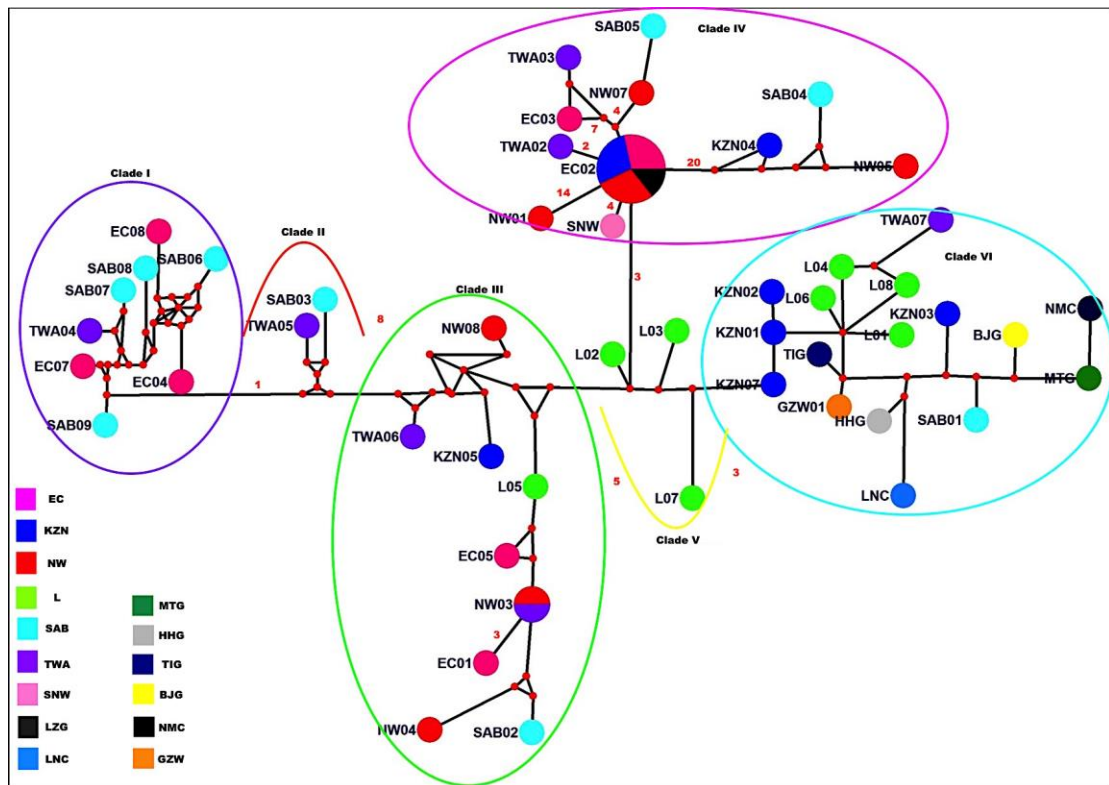 SAB05
Clade IV
TWA03
NW07
SAB04
4
EC03
7
TWA02
2
KZN04
EC02
20
NW05
14
NW01
4
SNW
Clade I
EC08
SAB08
SAB06
SAB07
TWA04
EC07
EC04
SAB09
1
Clade II
SAB03
TWA05
8
Clade III
NW08
TWA06
KZN05
L05
EC05
NW03
3
EC01
NW04
SAB02
3
L03
L02
5
L07
3
Clade V
TWA07
Clade VI
L04
L08
KZN02
L06
KZN03
NMC
KZN01
L01
BJG
TIG
KZN07
MTG
GZW01
HHG
SAB01
LNC
EC
KZN
NW
L
SAB
TWA
SNW
LZG
LNC
MTG
HHG
TIG
BJG
NMC
GZW